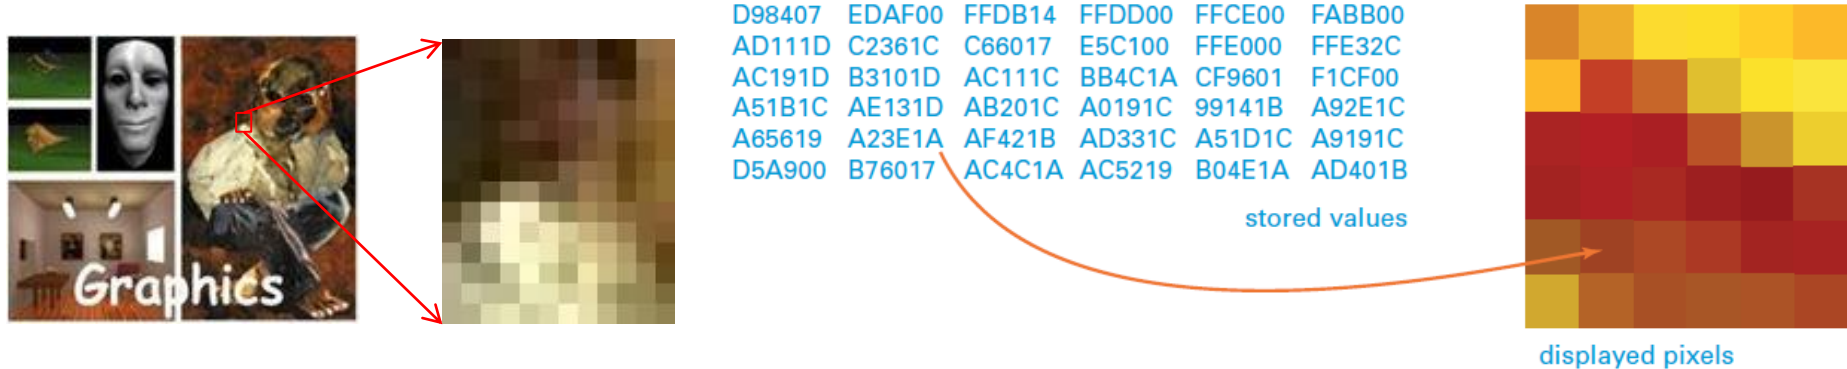 Graphics
D98407 EDAF00 FFDB14 FFDD00 FFCE00 FABB00
AD111D C2361C C66017 E5C100 FFE000 FFE32C
AC191D B3101D AC111C BB4C1A CF9601 F1CF00
A51B1C AE131D AB201C A0191C 99141B A92E1C
A65619 A23E1A AF421B AD331C A51D1C A9191C
D5A900 B76017 AC4C1A AC5219 B04E1A AD401B
stored values
displayed pixels